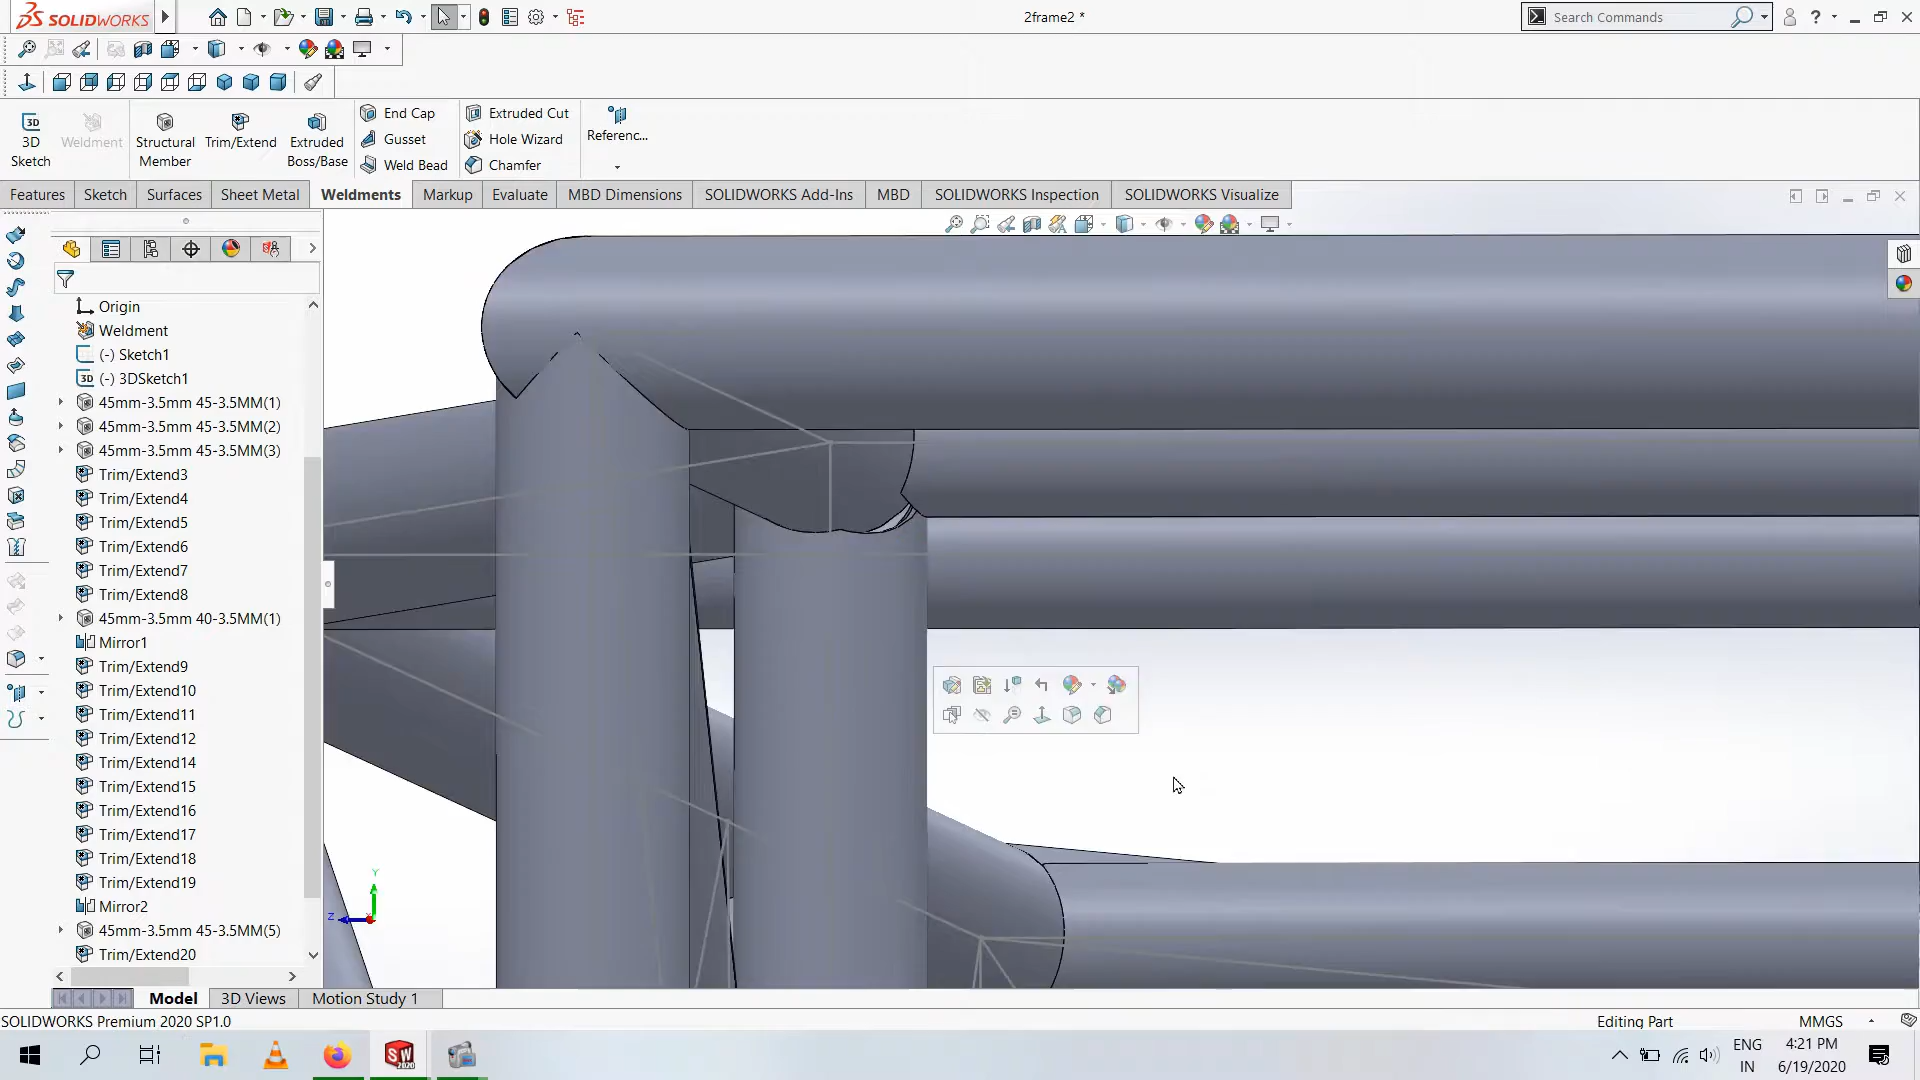 SOLIDWORKS
2frame2 *
Search Commands
3D Sketch
Weldment
Structural Member
Trim/Extend
Extruded Boss/Base
End Cap
Gusset
Weld Bead
Extruded Cut
Hole Wizard
Chamfer
Referenc...
Features
Sketch
Surfaces
Sheet Metal
Weldments
Markup
Evaluate
MBD Dimensions
SOLIDWORKS Add-Ins
MBD
SOLIDWORKS Inspection
SOLIDWORKS Visualize
Origin
Weldment
(-) Sketch1
3D (-) 3DSketch1
45mm-3.5mm 45-3.5MM(1)
45mm-3.5mm 45-3.5MM(2)
45mm-3.5mm 45-3.5MM(3)
Trim/Extend3
Trim/Extend4
Trim/Extend5
Trim/Extend6
Trim/Extend7
Trim/Extend8
45mm-3.5mm 40-3.5MM(1)
Mirror1
Trim/Extend9
Trim/Extend10
Trim/Extend11
Trim/Extend12
Trim/Extend14
Trim/Extend15
Trim/Extend16
Trim/Extend17
Trim/Extend18
Trim/Extend19
Mirror2
45mm-3.5mm 45-3.5MM(5)
Trim/Extend20
Y
Z
Model
3D Views
Motion Study 1
SOLIDWORKS Premium 2020 SP1.0
Editing Part
MMGS
SW 2020
ENG
IN
4:21 PM
6/19/2020